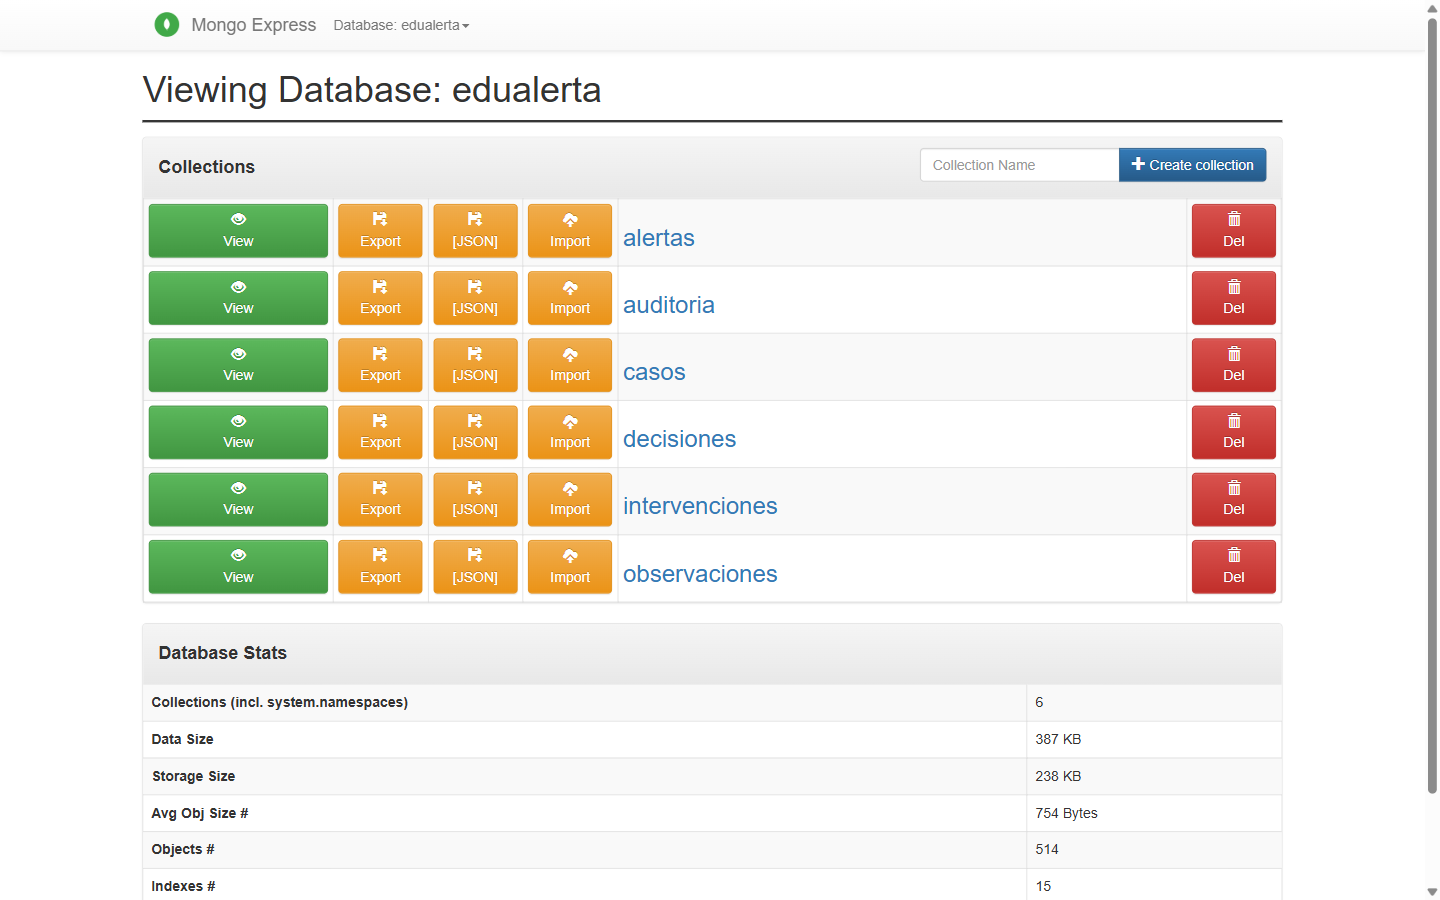 Mongo Express Database: edualerta
Viewing Database: edualerta
Collections Collection Name Create collection
View Export [JSON] Import alertas Del
View Export [JSON] Import auditoria Del
View Export [JSON] Import casos Del
View Export [JSON] Import decisiones Del
View Export [JSON] Import intervenciones Del
View Export [JSON] Import observaciones Del
Database Stats
Collections (incl. system.namespaces) 6
Data Size 387 KB
Storage Size 238 KB
Avg Obj Size # 754 Bytes
Objects # 514
Indexes # 15